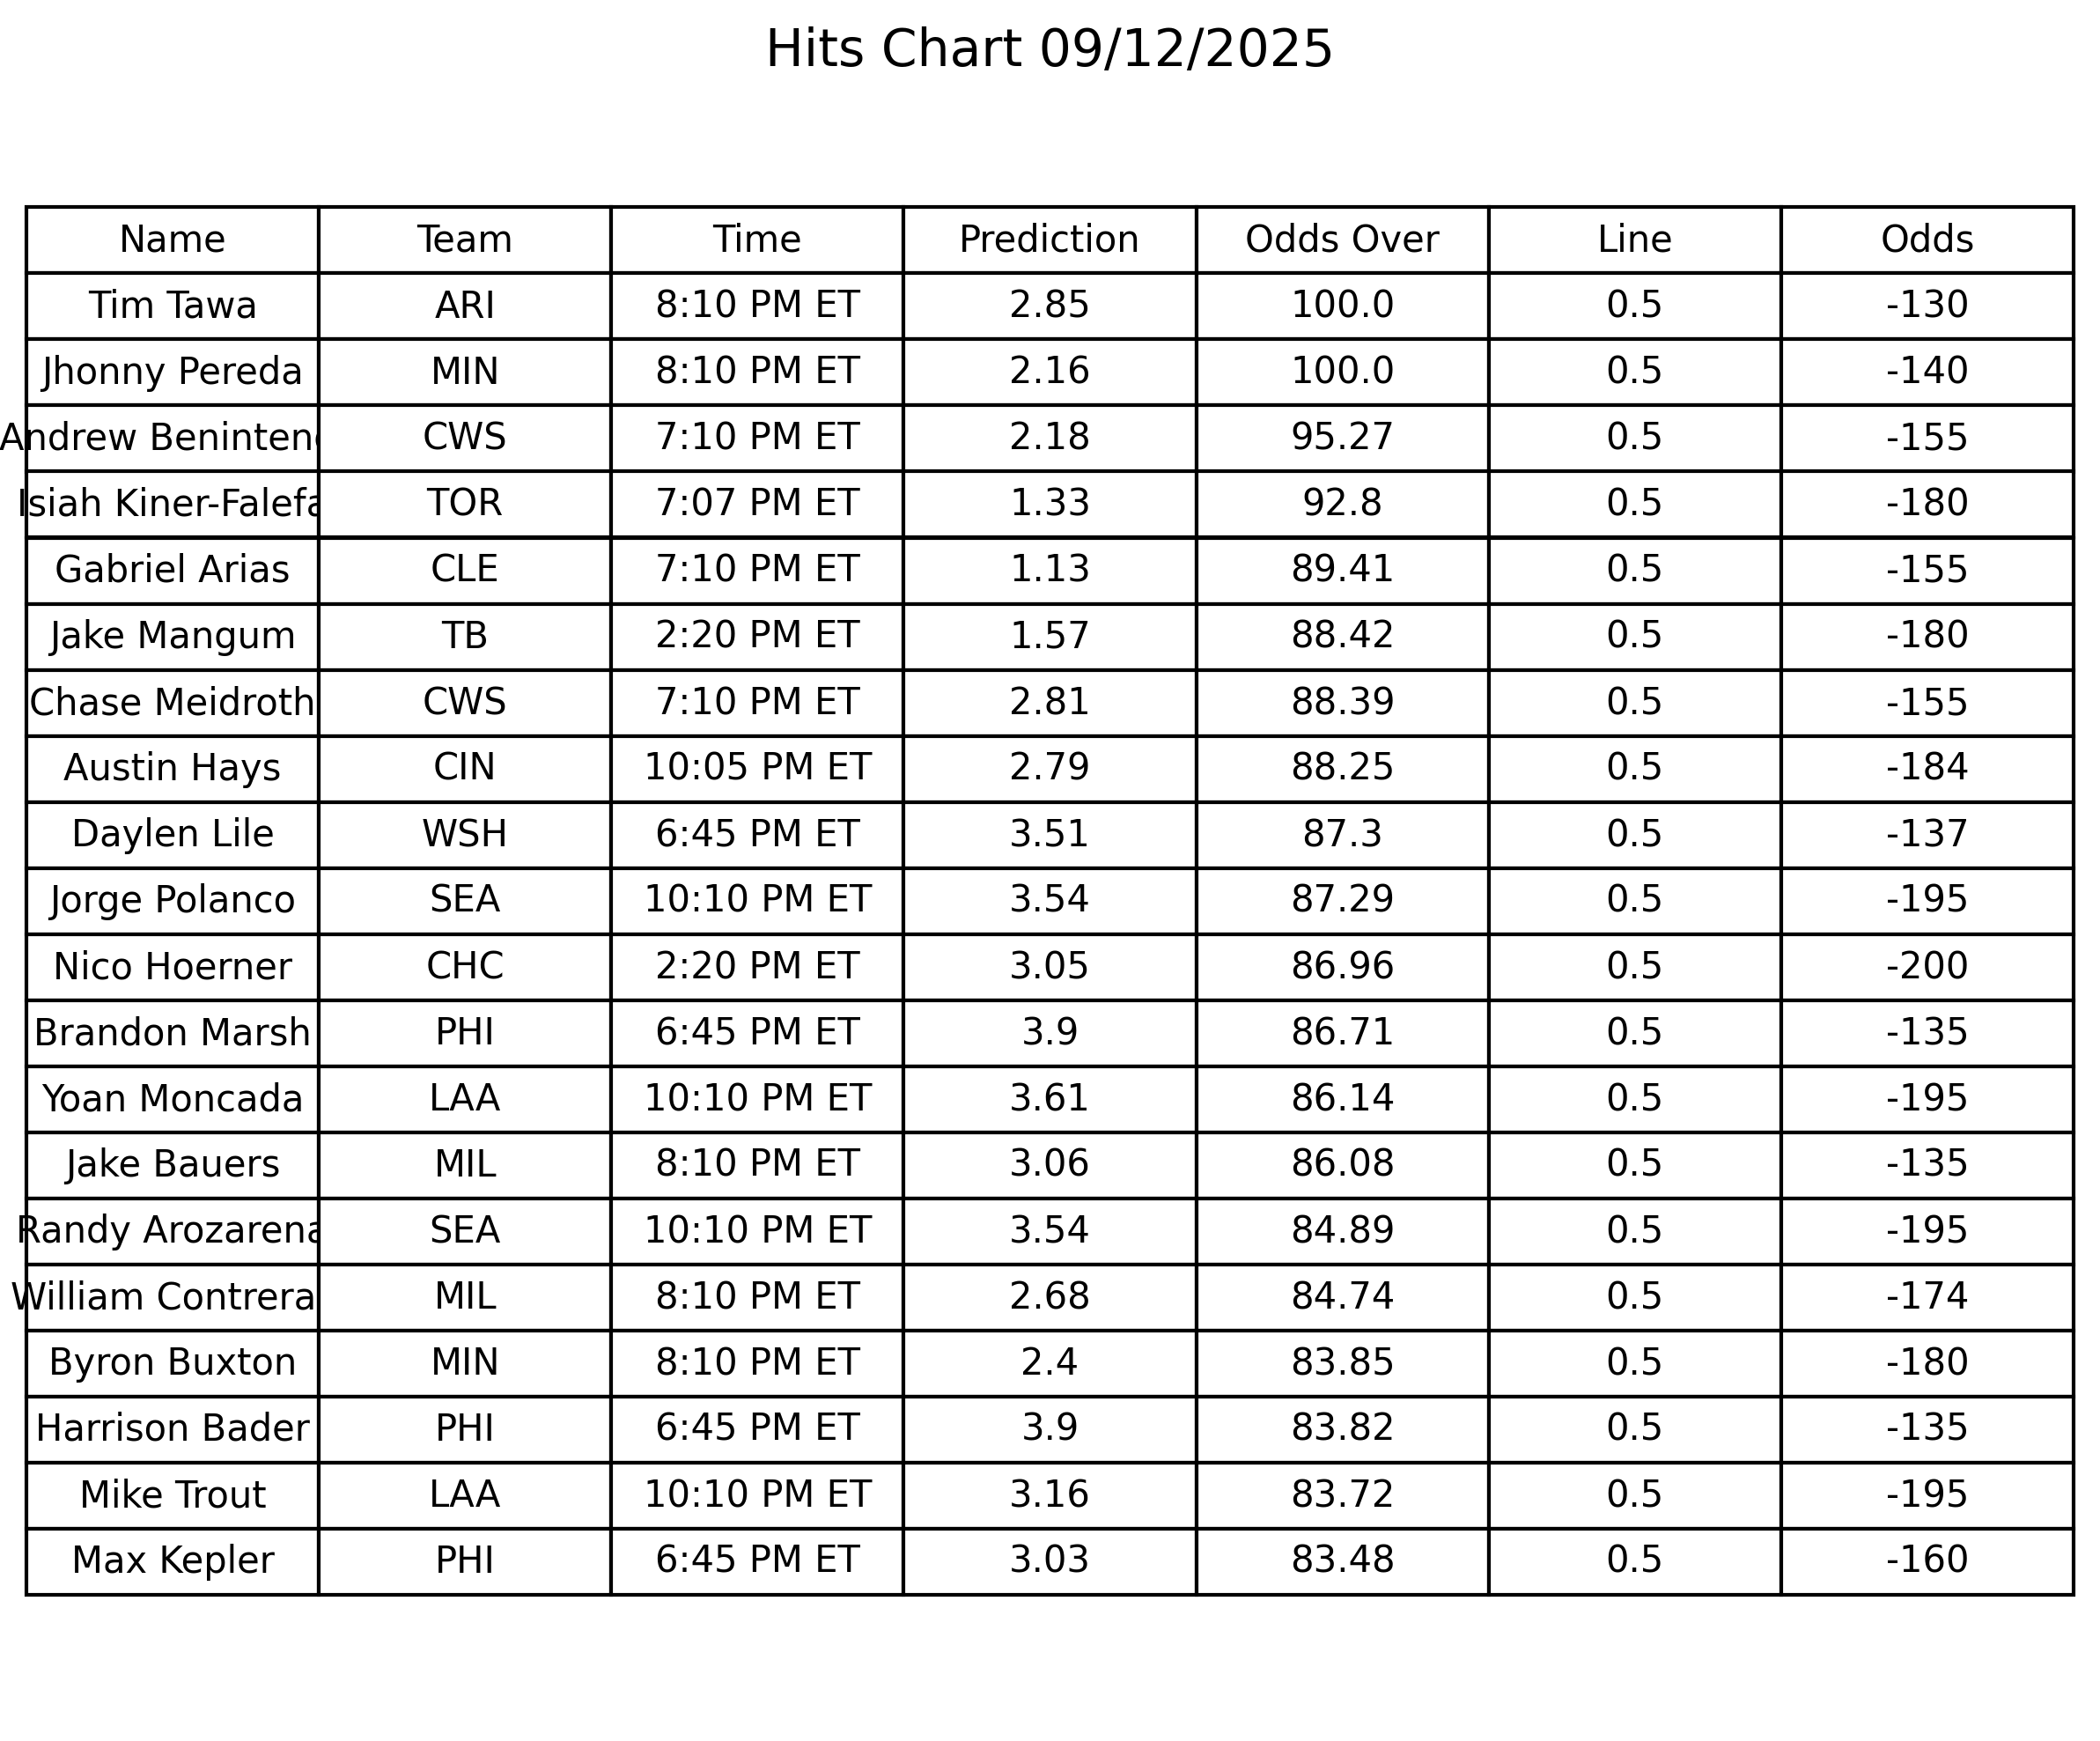 Hits Chart 09/12/2025
Name Team Time Prediction Odds Over Line Odds
Tim Tawa ARI 8:10 PM ET 2.85 100.0 0.5 -130
Jhonny Pereda MIN 8:10 PM ET 2.16 100.0 0.5 -140
Andrew Beninten CWS 7:10 PM ET 2.18 95.27 0.5 -155
Isiah Kiner-Falefa TOR 7:07 PM ET 1.33 92.8 0.5 -180
Gabriel Arias CLE 7:10 PM ET 1.13 89.41 0.5 -155
Jake Mangum TB 2:20 PM ET 1.57 88.42 0.5 -180
Chase Meidroth CWS 7:10 PM ET 2.81 88.39 0.5 -155
Austin Hays CIN 10:05 PM ET 2.79 88.25 0.5 -184
Daylen Lile WSH 6:45 PM ET 3.51 87.3 0.5 -137
Jorge Polanco SEA 10:10 PM ET 3.54 87.29 0.5 -195
Nico Hoerner CHC 2:20 PM ET 3.05 86.96 0.5 -200
Brandon Marsh PHI 6:45 PM ET 3.9 86.71 0.5 -135
Yoan Moncada LAA 10:10 PM ET 3.61 86.14 0.5 -195
Jake Bauers MIL 8:10 PM ET 3.06 86.08 0.5 -135
Randy Arozarena SEA 10:10 PM ET 3.54 84.89 0.5 -195
William Contrera MIL 8:10 PM ET 2.68 84.74 0.5 -174
Byron Buxton MIN 8:10 PM ET 2.4 83.85 0.5 -180
Harrison Bader PHI 6:45 PM ET 3.9 83.82 0.5 -135
Mike Trout LAA 10:10 PM ET 3.16 83.72 0.5 -195
Max Kepler PHI 6:45 PM ET 3.03 83.48 0.5 -160